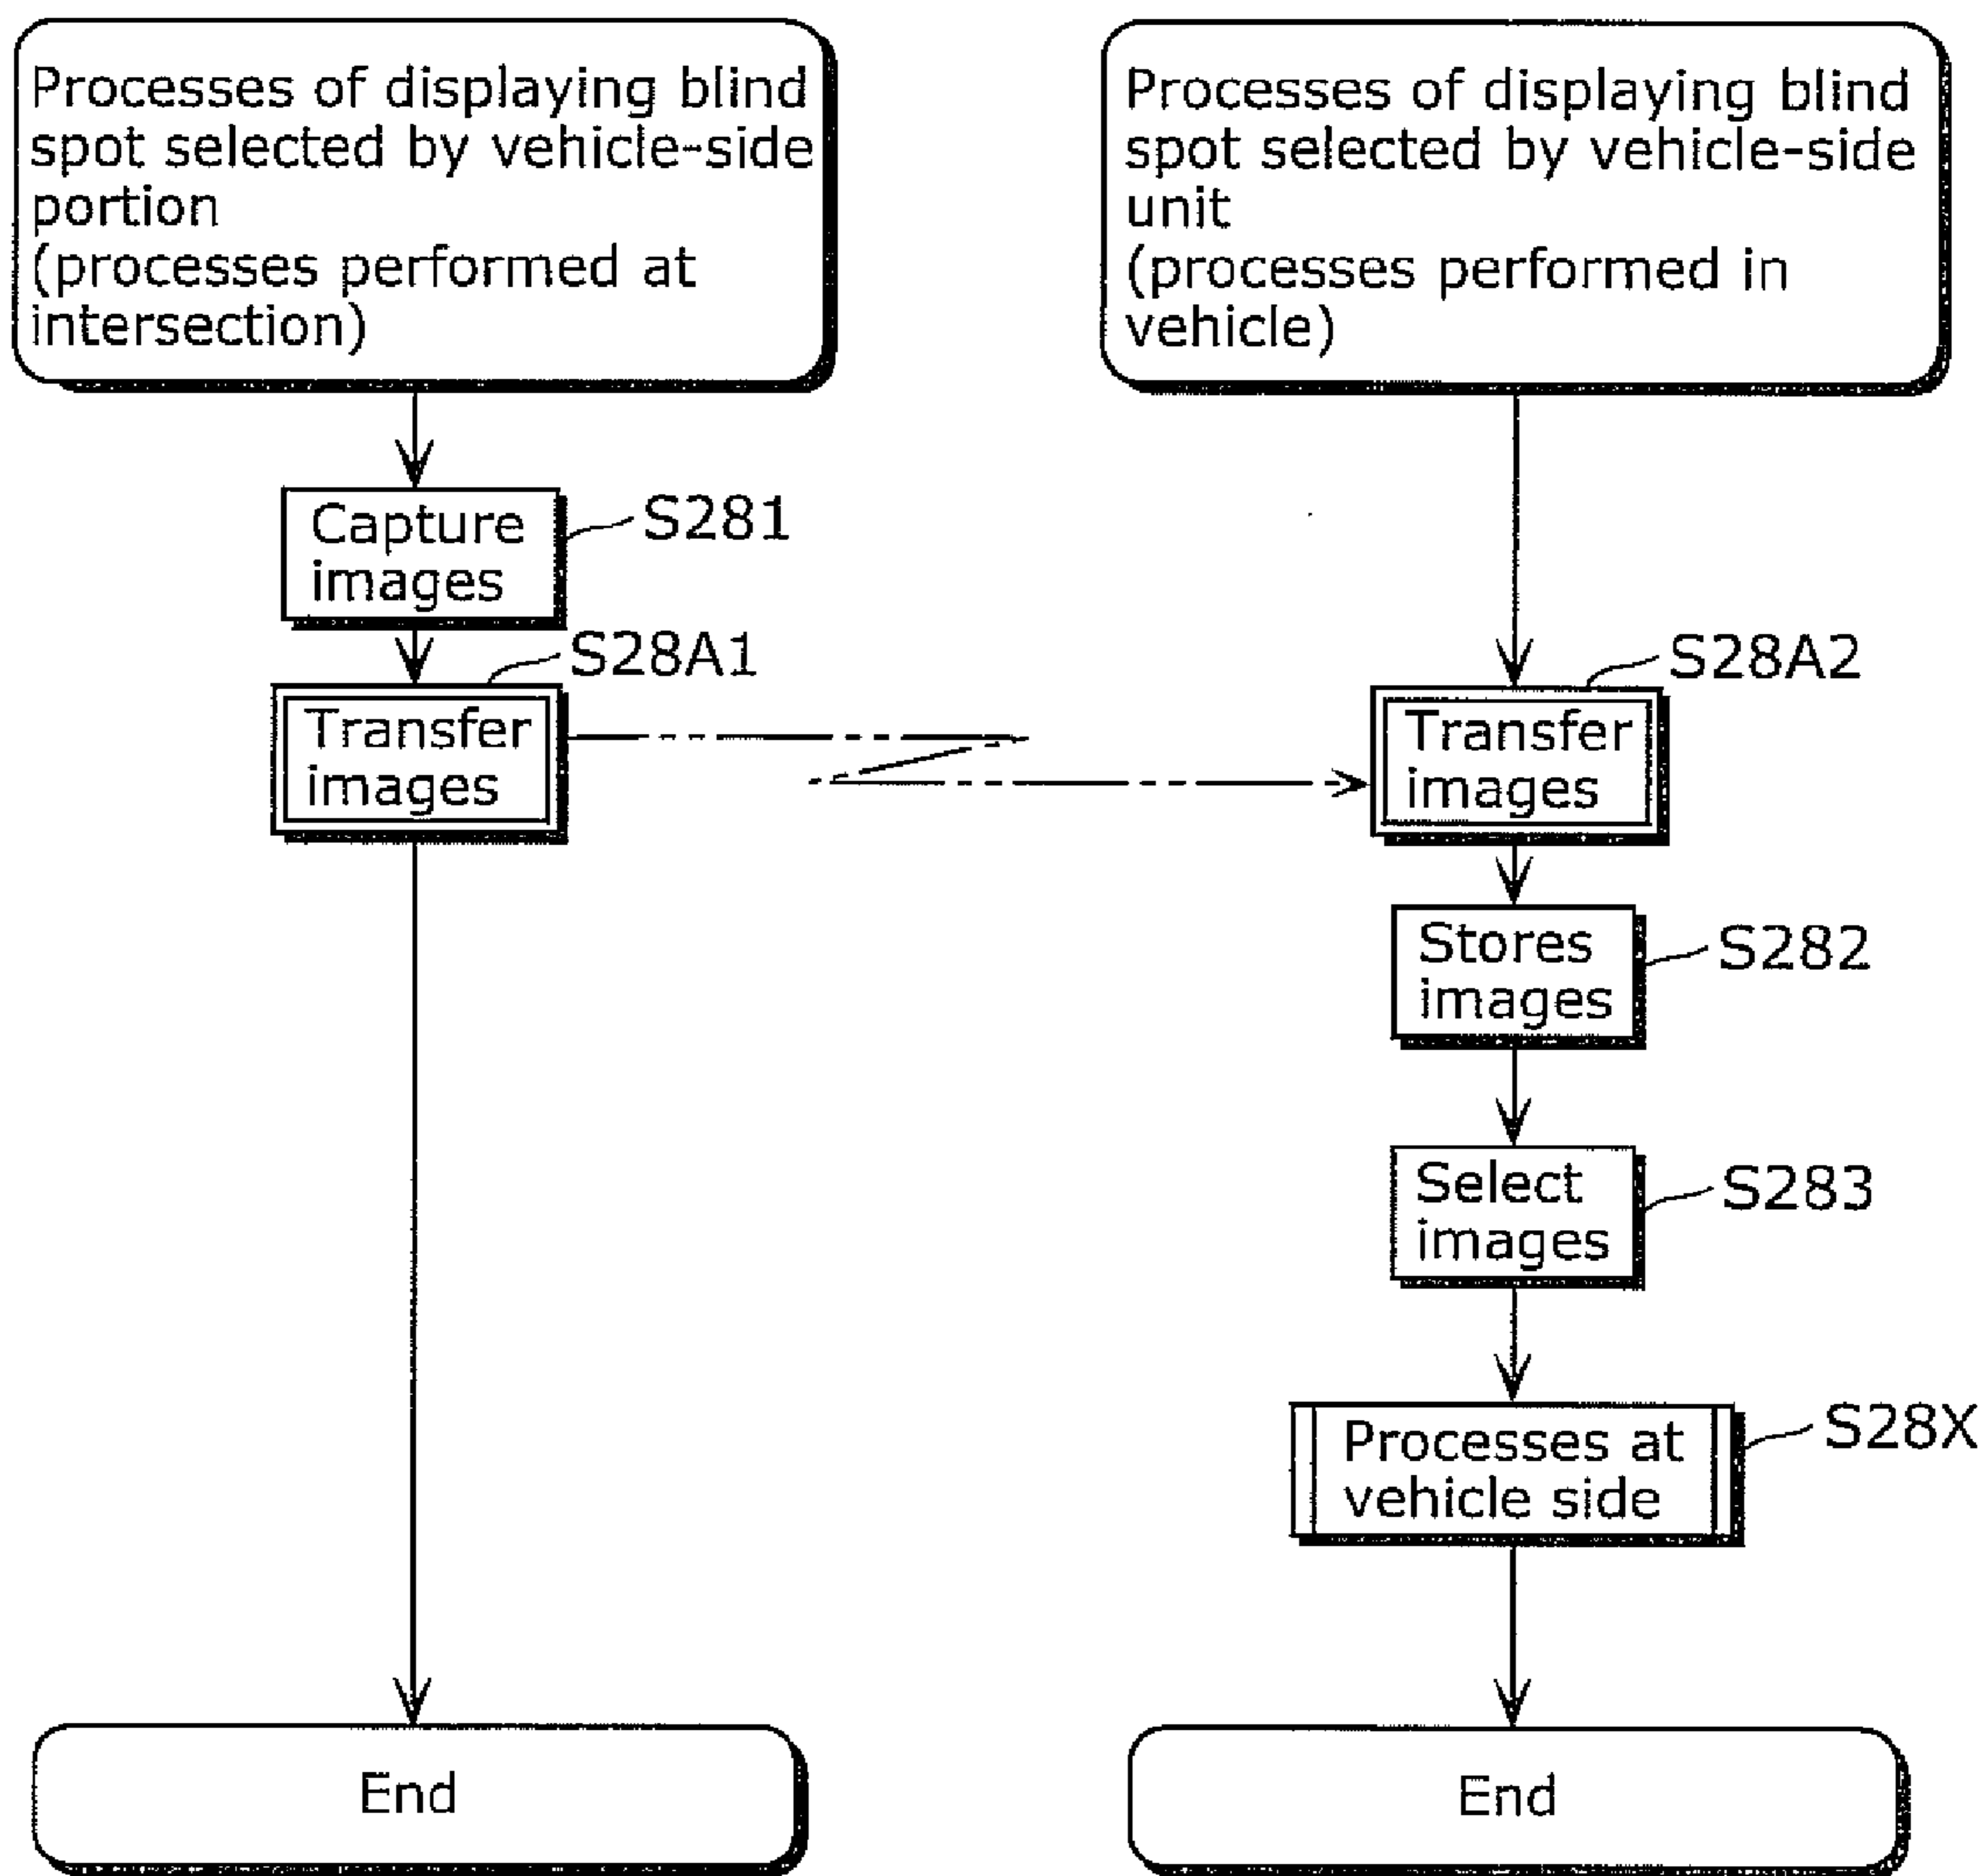 Processes of displaying blind
spot selected by vehicle-side
portion
(processes performed at
intersection)
Capture
images
S281
S28A1
Transfer
images
End
Processes of displaying blind
spot selected by vehicle-side
unit
(processes performed in
vehicle)
S28A2
Transfer
images
Stores
images
S282
Select
images
S283
Processes at
vehicle side
S28X
End